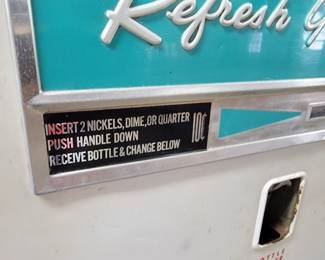 Refresh
INSERT 2 NICKELS, DIME, OR QUARTER
PUSH HANDLE DOWN
RECEIVE BOTTLE & CHANGE BELOW
10¢